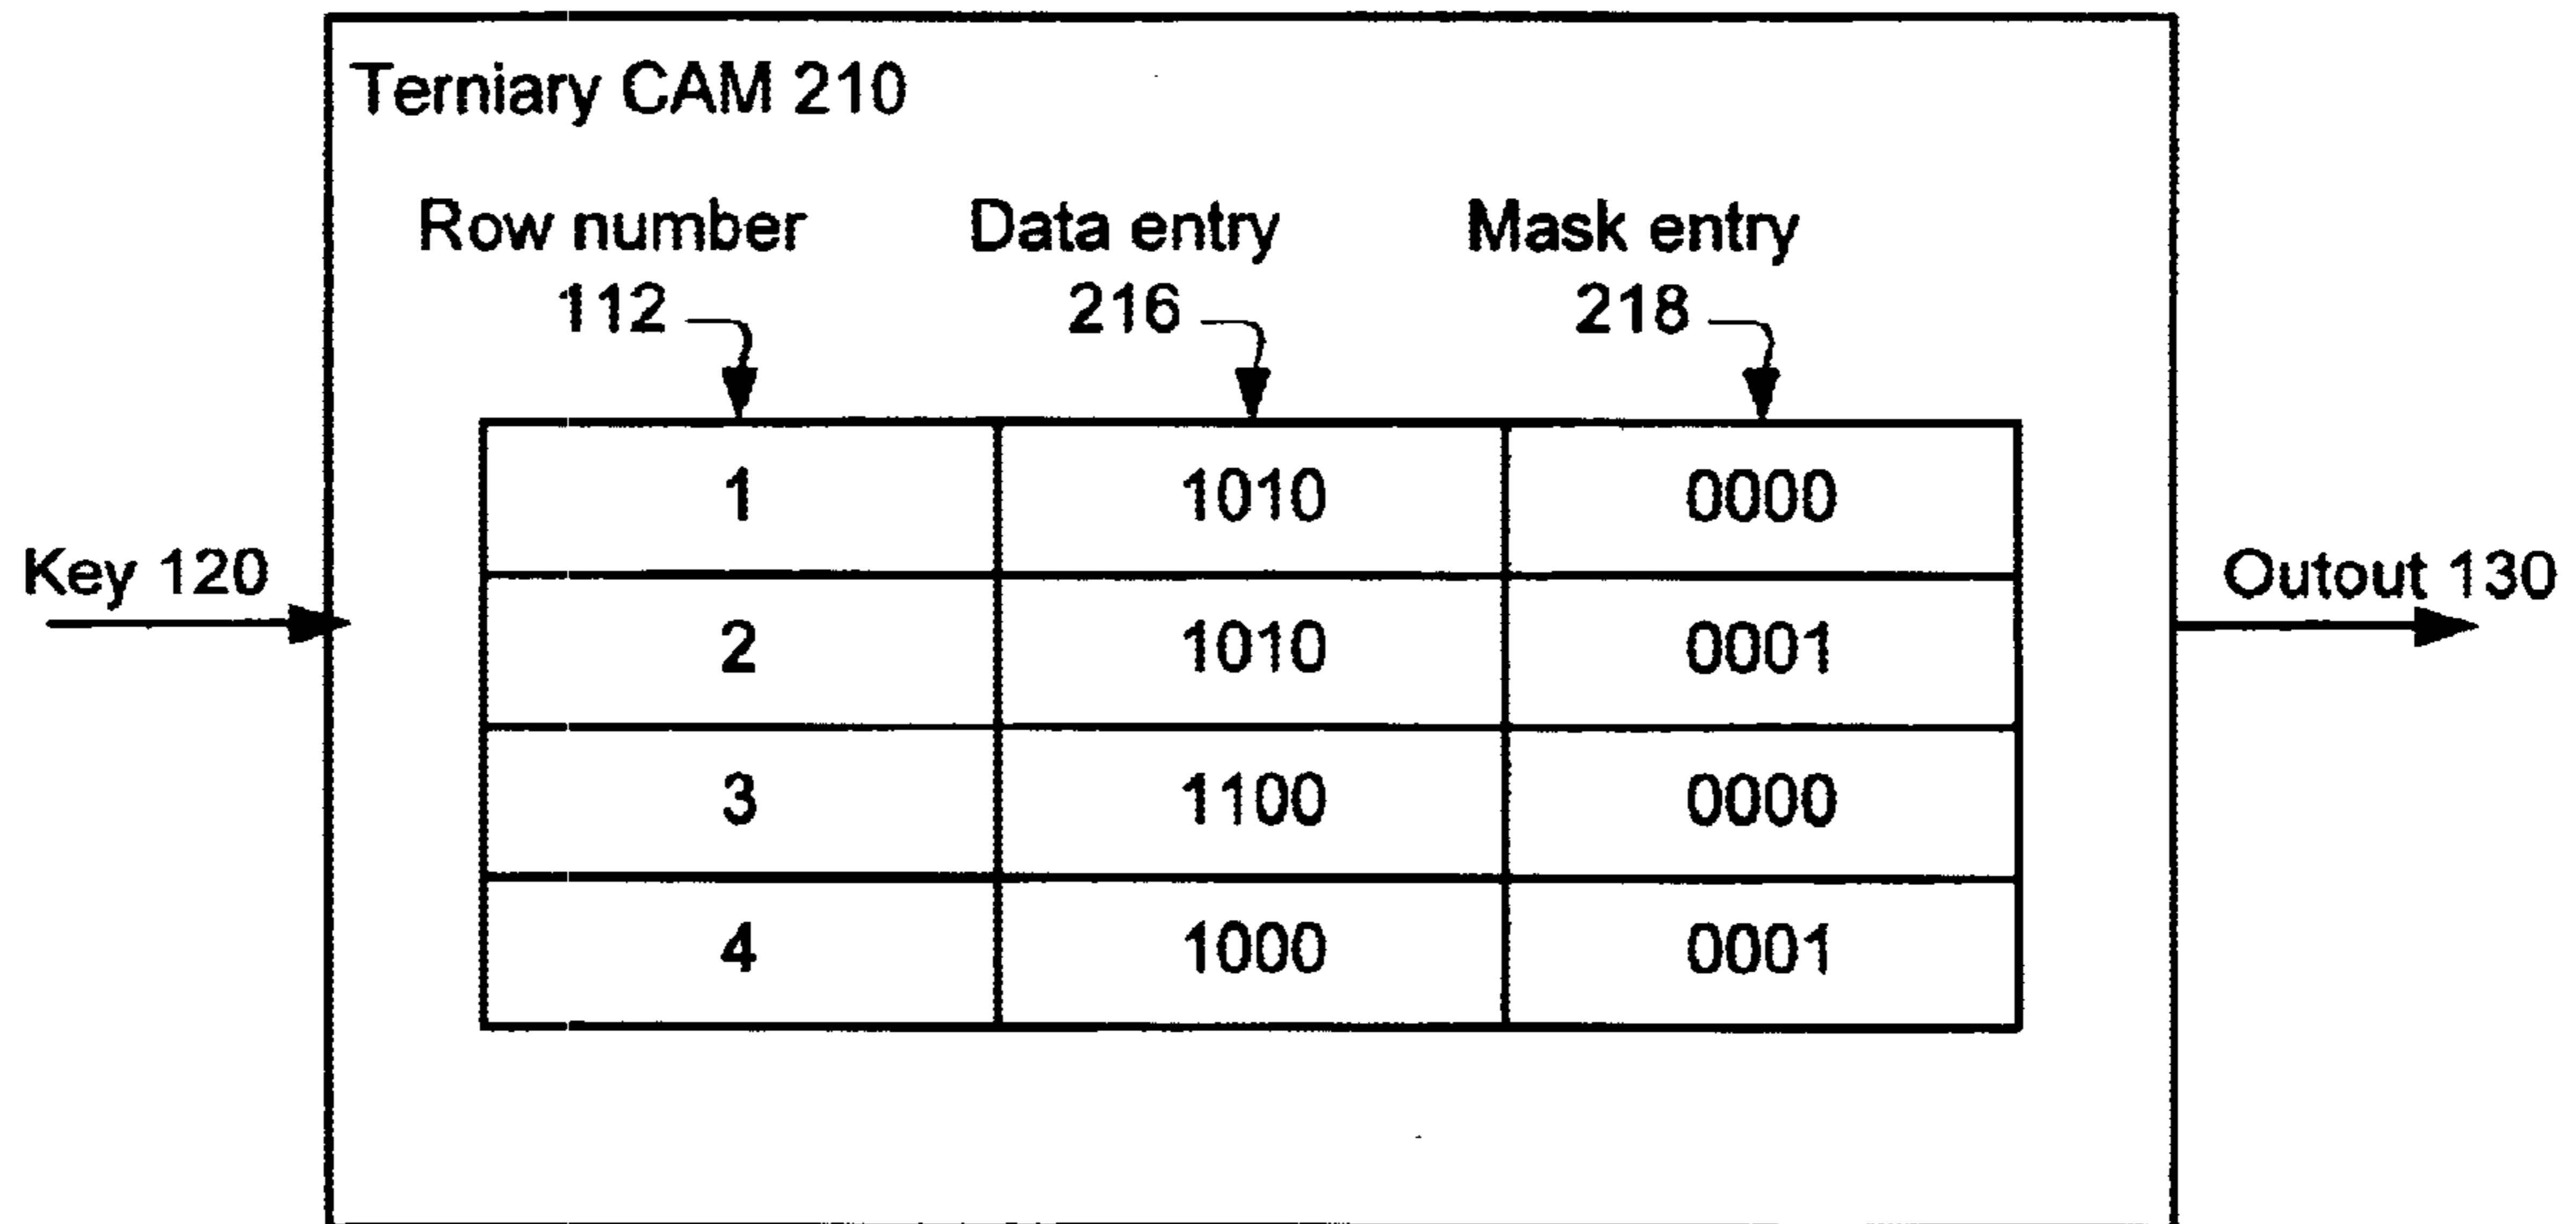 Terniary CAM 210
Row number Data entry Mask entry
112 216 218
1 1010 0000
Key 120 Outout 130
2 1010 0001
3 1100 0000
4 1000 0001